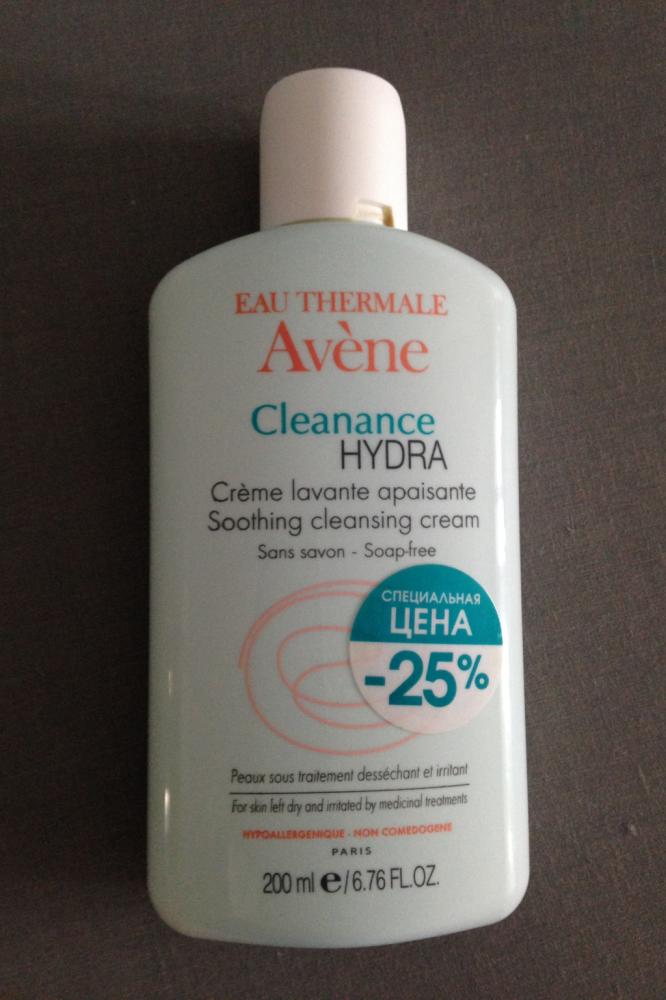 EAU THERMALE
Avène
Cleanance
HYDRA
Crème lavante apaisante
Soothing cleansing cream
Sans savon - Soap-free
СПЕЦИАЛЬНАЯ
ЦЕНА
-25%
Peaux sous traitement desséchant et irritant
For skin left dry and irritated by medicinal treatments
HYPOALLERGENIQUE - NON COMEDOGENE
PARIS
200 ml e/6.76 FL.OZ.